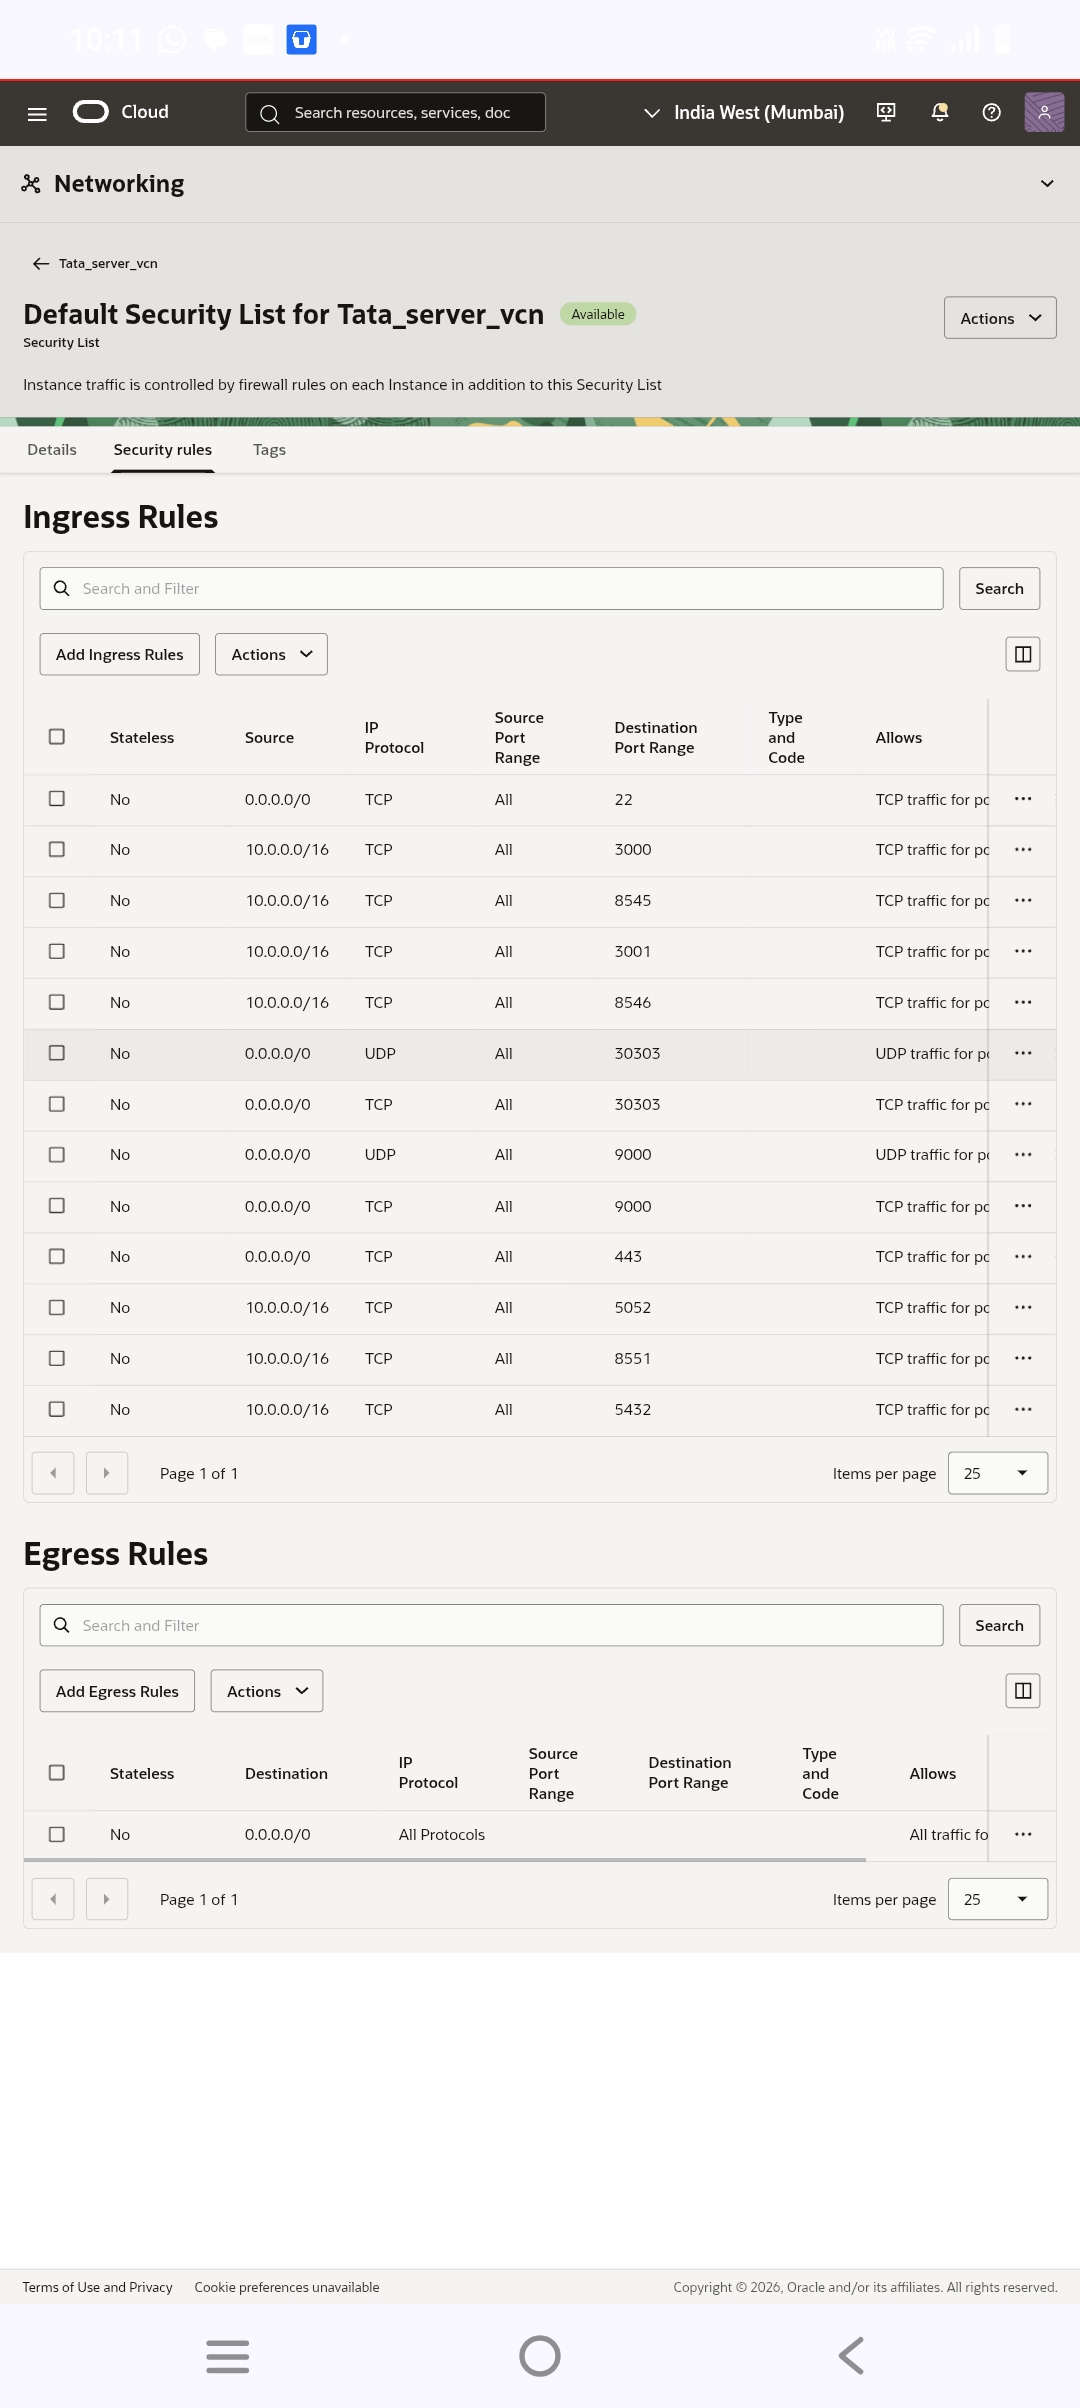 10:11
Cloud
Search resources, services, doc
India West (Mumbai)
Networking
Tata_server_vcn
Default Security List for Tata_server_vcn
Available
Actions
Security List
Instance traffic is controlled by firewall rules on each Instance in addition to this Security List
Details
Security rules
Tags
Ingress Rules
Search and Filter
Search
Add Ingress Rules
Actions
Stateless Source IP Protocol Source Port Range Destination Port Range Type and Code Allows
No 0.0.0.0/0 TCP All 22 TCP traffic for
No 10.0.0.0/16 TCP All 3000 TCP traffic for
No 10.0.0.0/16 TCP All 8545 TCP traffic for
No 10.0.0.0/16 TCP All 3001 TCP traffic for
No 10.0.0.0/16 TCP All 8546 TCP traffic for
No 0.0.0.0/0 UDP All 30303 UDP traffic for
No 0.0.0.0/0 TCP All 30303 TCP traffic for
No 0.0.0.0/0 UDP All 9000 UDP traffic for
No 0.0.0.0/0 TCP All 9000 TCP traffic for
No 0.0.0.0/0 TCP All 443 TCP traffic for
No 10.0.0.0/16 TCP All 5052 TCP traffic for
No 10.0.0.0/16 TCP All 8551 TCP traffic for
No 10.0.0.0/16 TCP All 5432 TCP traffic for
Page 1 of 1
Items per page 25
Egress Rules
Search and Filter
Search
Add Egress Rules
Actions
Stateless Destination IP Protocol Source Port Range Destination Port Range Type and Code Allows
No 0.0.0.0/0 All Protocols All traffic fo
Page 1 of 1
Items per page 25
Terms of Use and Privacy
Cookie preferences unavailable
Copyright © 2026, Oracle and/or its affiliates. All rights reserved.